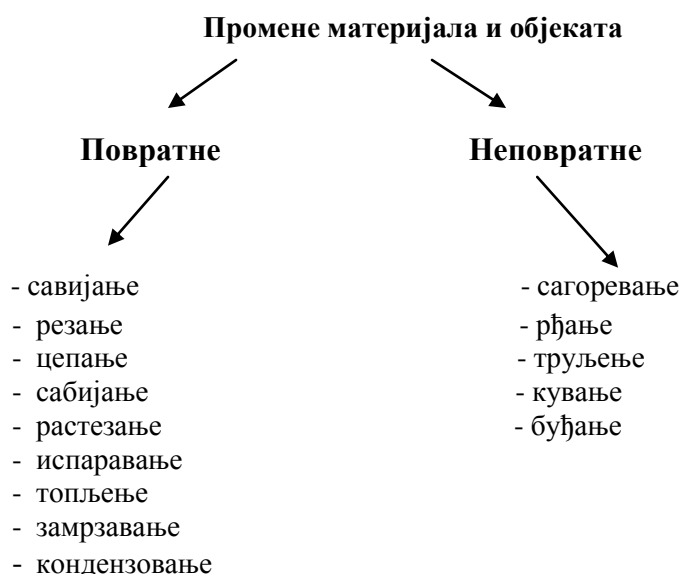 Промене материјала и објеката
Повратне
Неповратне
- савијање
- резање
- цепање
- сабијање
- растезање
- испаравање
- топљење
- замрзавање
- кондензовање
- сагоревање
- рђање
- труљење
- кување
- буђање